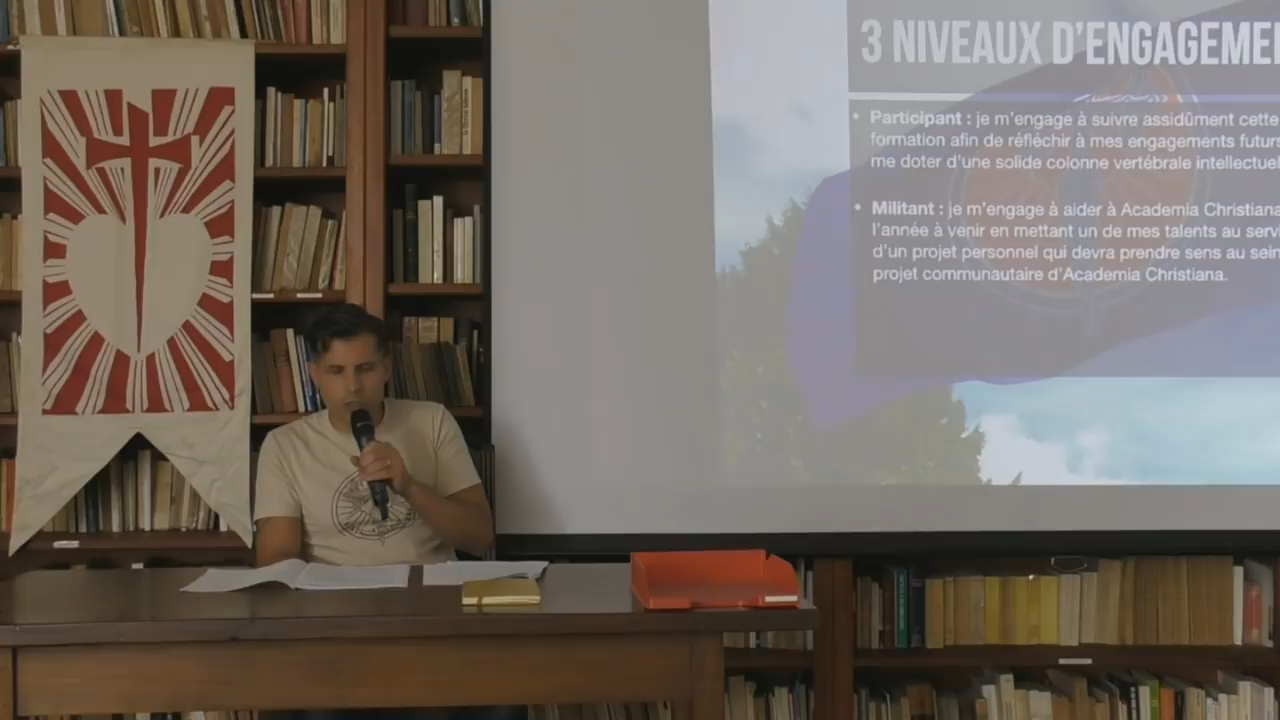 3 NIVEAUX D'ENGAGEME
• Participant : je m'engage à suivre assidûment cette
formation afin de réfléchir à mes engagements futurs
me doter d'une solide colonne vertébrale intellectuel
• Militant : je m'engage à aider à Academia Christiana
l'année à venir en mettant un de mes talents au servi
d'un projet personnel qui devra prendre sens au sein
projet communautaire d'Academia Christiana.